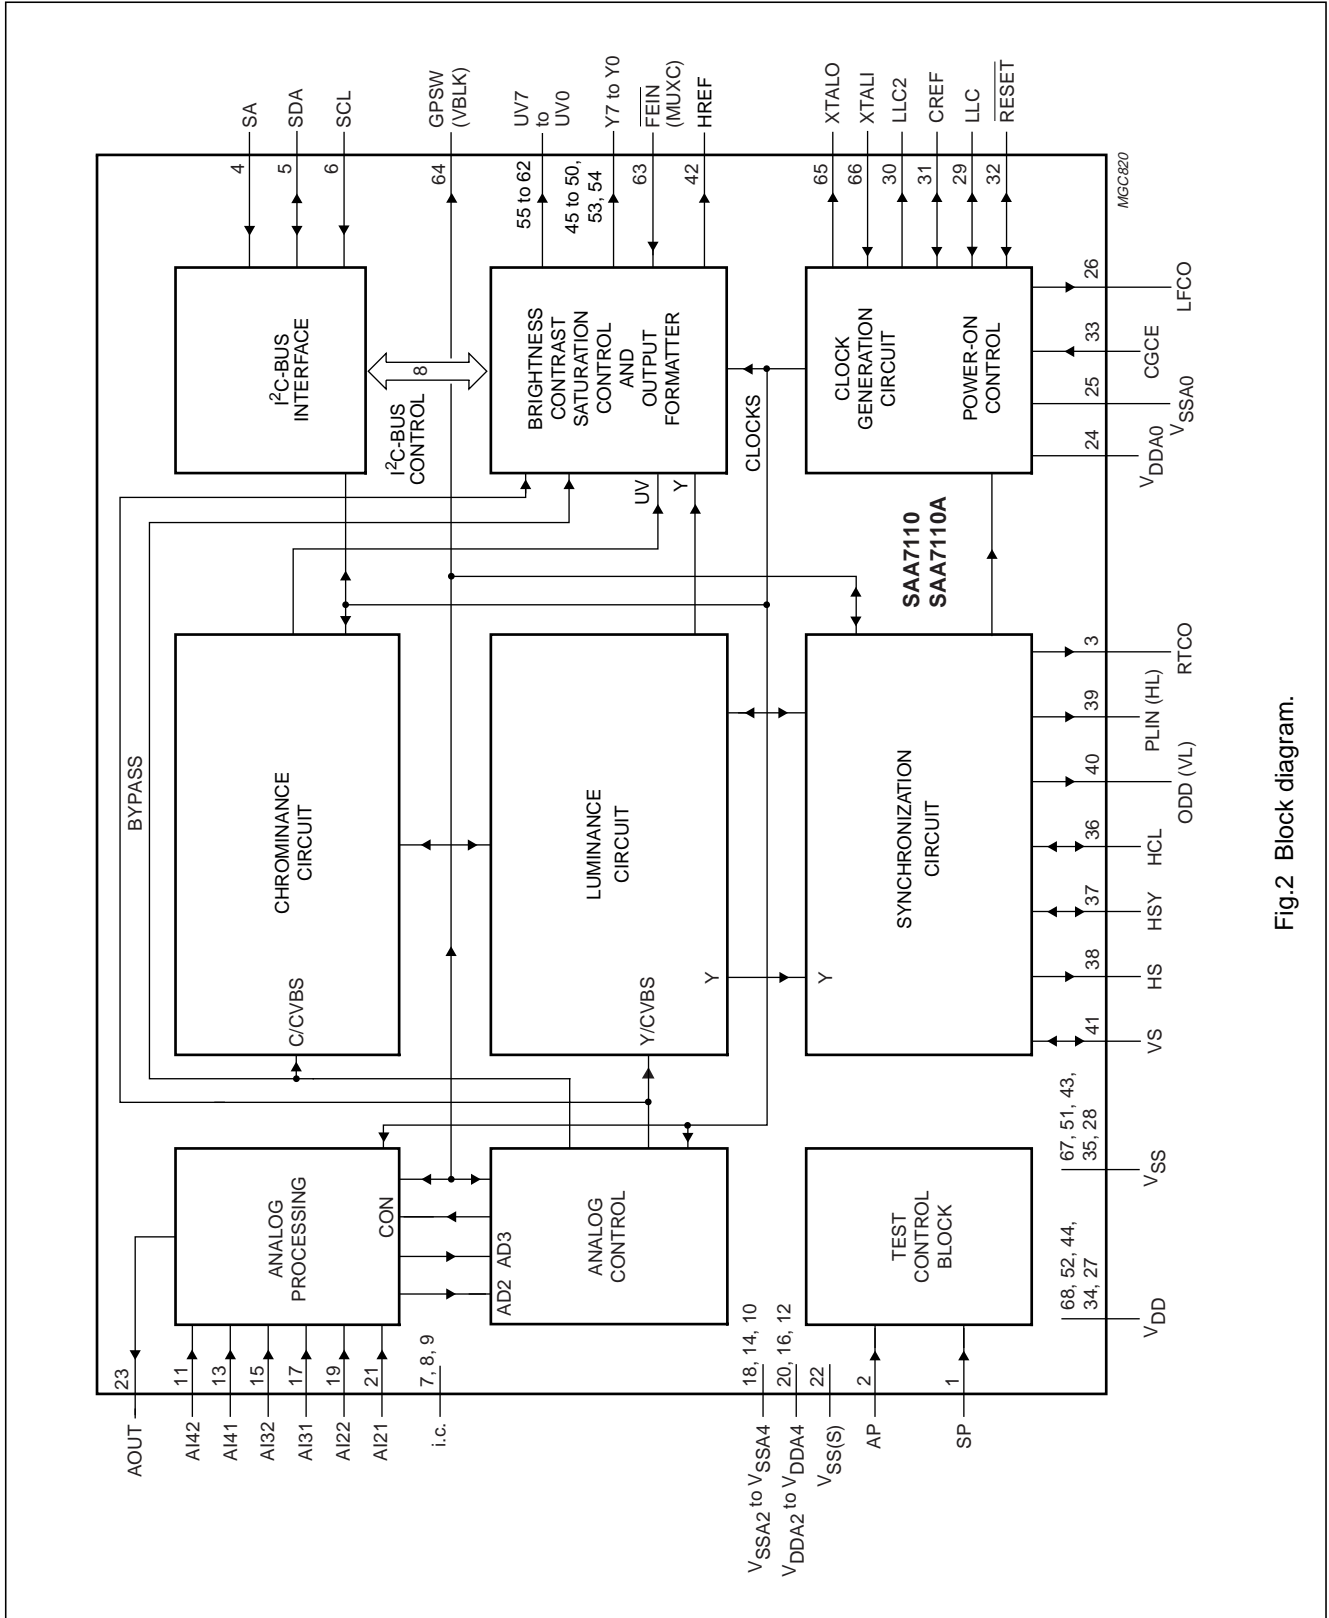 4
SA
5
SDA
6
SCL
64
GPSW
(VBLK)
55 to 62
UV7
to
UV0
45 to 50,
53, 54
Y7 to Y0
63
FEIN
(MUXC)
42
HREF
65
XTALO
66
XTALI
30
LLC2
31
CREF
29
LLC
32
RESET
MGC820
I2C-BUS
INTERFACE
8
I2C-BUS
CONTROL
BRIGHTNESS
CONTRAST
SATURATION
CONTROL
AND
OUTPUT
FORMATTER
UV
Y
CLOCKS
CLOCK
GENERATION
CIRCUIT
POWER-ON
CONTROL
26
LFCO
33
CGCE
25
VSSA0
24
VDDA0
SAA7110
SAA7110A
BYPASS
CHROMINANCE
CIRCUIT
C/CVBS
LUMINANCE
CIRCUIT
Y/CVBS
Y
Y
SYNCHRONIZATION
CIRCUIT
3
RTCO
39
PLIN (HL)
40
ODD (VL)
36
HCL
37
HSY
38
HS
41
VS
67, 51, 43,
35, 28
VSS
68, 52, 44,
34, 27
VDD
ANALOG
PROCESSING
CON
AD2
AD3
ANALOG
CONTROL
TEST
CONTROL
BLOCK
23
AOUT
11
AI42
13
AI41
15
AI32
17
AI31
19
AI22
21
AI21
7, 8, 9
i.c.
18, 14, 10
VSSA2 to VSSA4
20, 16, 12
VDDA2 to VDDA4
22
VSS(S)
2
AP
1
SP
Fig.2 Block diagram.